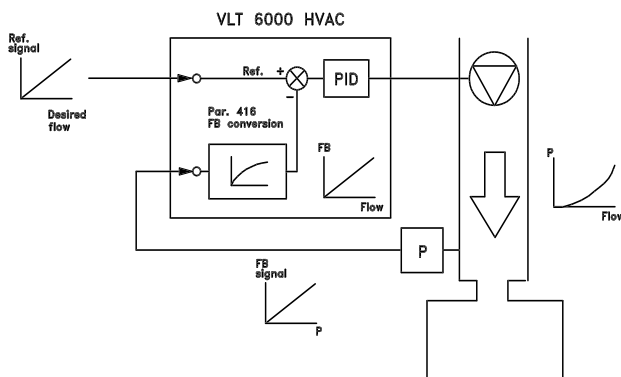 VLT 6000 HVAC
Ref.
signal
Desired
flow
Ref.
+
−
PID
Par. 416
FB conversion
FB
Flow
P
Flow
P
FB
signal
P